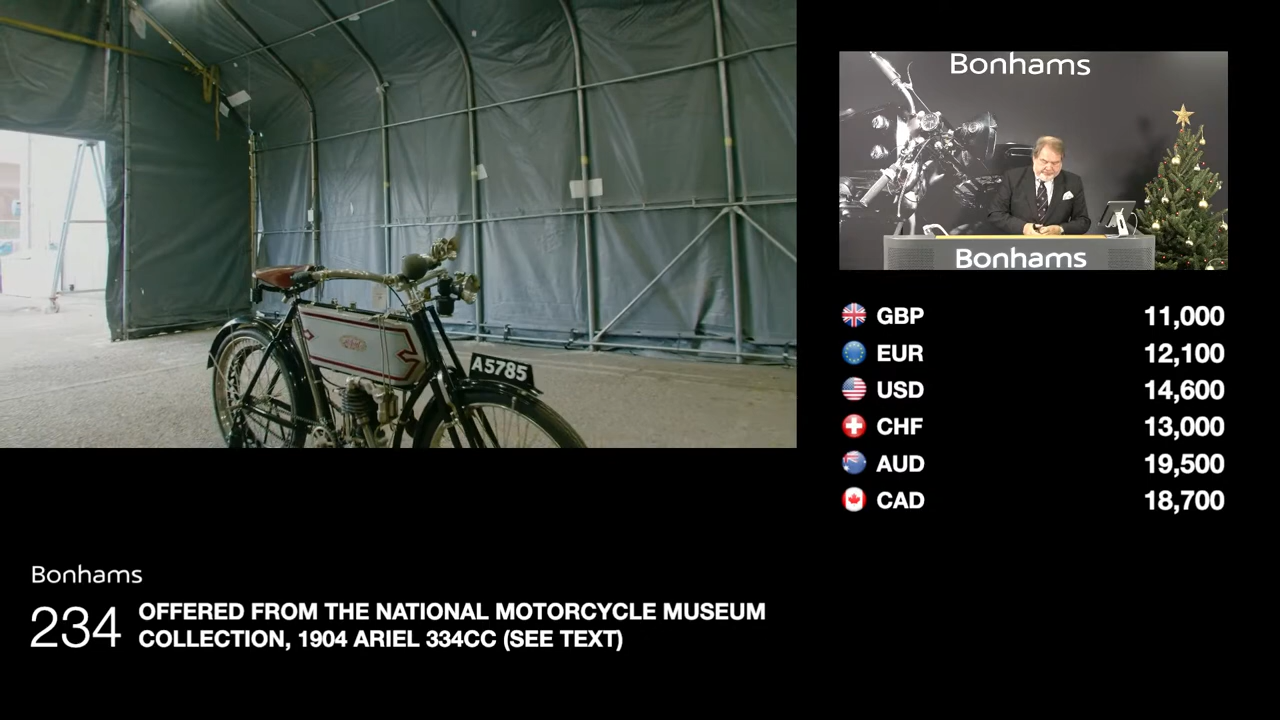 A5785
Bonhams
Bonhams
GBP 11,000
EUR 12,100
USD 14,600
CHF 13,000
AUD 19,500
CAD 18,700
Bonhams
234
OFFERED FROM THE NATIONAL MOTORCYCLE MUSEUM
COLLECTION, 1904 ARIEL 334CC (SEE TEXT)